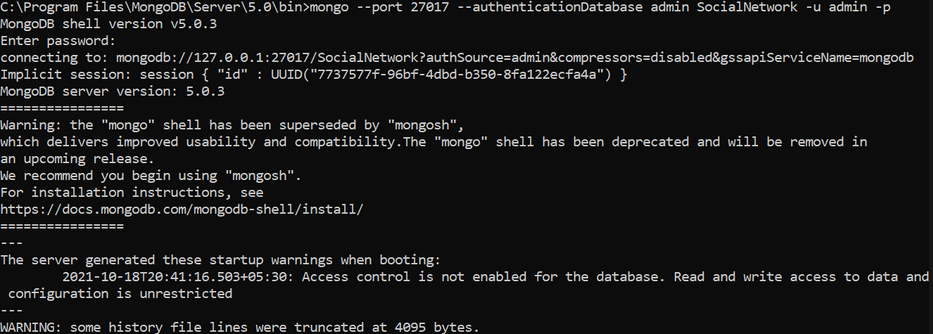 C:\Program Files\MongoDB\Server\5.0\bin>mongo --port 27017 --authenticationDatabase admin SocialNetwork -u admin -p
MongoDB shell version v5.0.3
Enter password:
connecting to: mongodb://127.0.0.1:27017/SocialNetwork?authSource=admin&compressors=disabled&gssapiServiceName=mongodb
Implicit session: session { "id" : UUID("7737577f-96bf-4dbd-b350-8fa122ecfa4a") }
MongoDB server version: 5.0.3
================
Warning: the "mongo" shell has been superseded by "mongosh",
which delivers improved usability and compatibility.The "mongo" shell has been deprecated and will be removed in
an upcoming release.
We recommend you begin using "mongosh".
For installation instructions, see
https://docs.mongodb.com/mongodb-shell/install/
================
---
The server generated these startup warnings when booting:
        2021-10-18T20:41:16.503+05:30: Access control is not enabled for the database. Read and write access to data and
 configuration is unrestricted
---
WARNING: some history file lines were truncated at 4095 bytes.